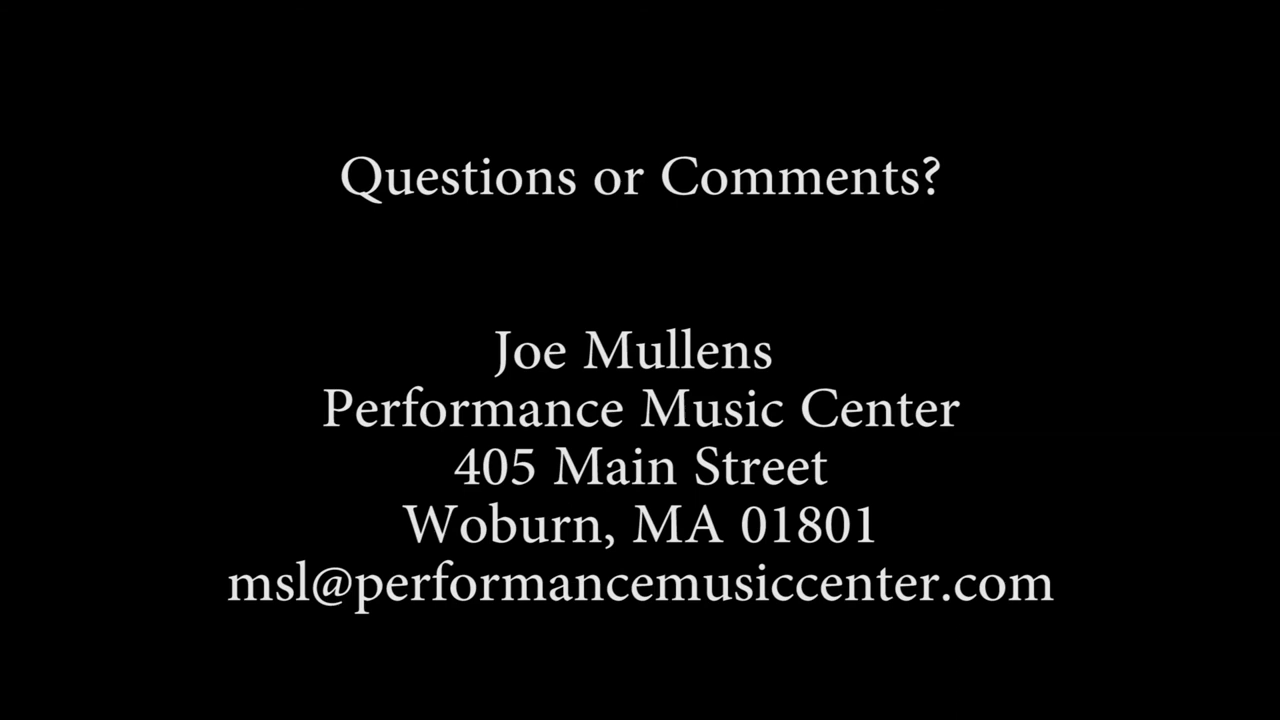 Questions or Comments?
Joe Mullens
Performance Music Center
405 Main Street
Woburn, MA 01801
msl@performancemusiccenter.com